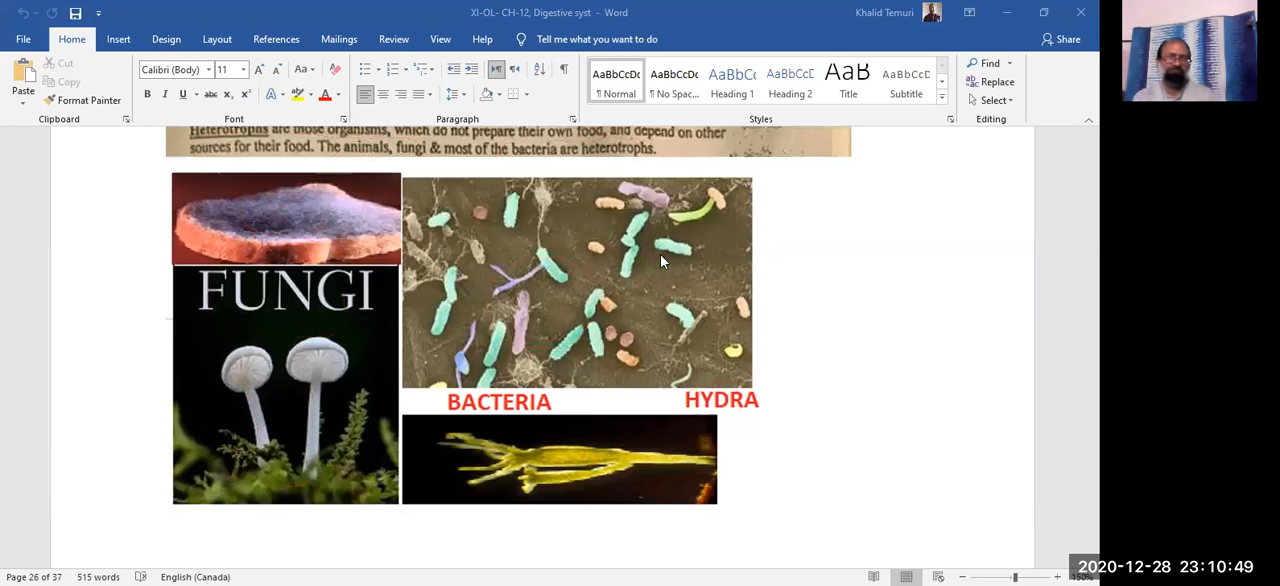 XI-OL- CH-12, Digestive syst - Word
Khalid Temuri
File Home Insert Design Layout References Mailings Review View Help Tell me what you want to do Share
Paste
Cut
Copy
Format Painter
Clipboard
Calibri (Body) 11
Font
Paragraph
AaBbCcDc AaBbCcDc AaBbCc AaBbCcD AaB AaBbCcD
¶ Normal ¶ No Spac... Heading 1 Heading 2 Title Subtitle
Styles
Find
Replace
Select
Editing
Heterotrophs are those organisms, which do not prepare their own food, and depend on other
sources for their food. The animals, fungi & most of the bacteria are heterotrophs.
FUNGI
BACTERIA
HYDRA
Page 26 of 37 515 words English (Canada)
150%
2020-12-28 23:10:49